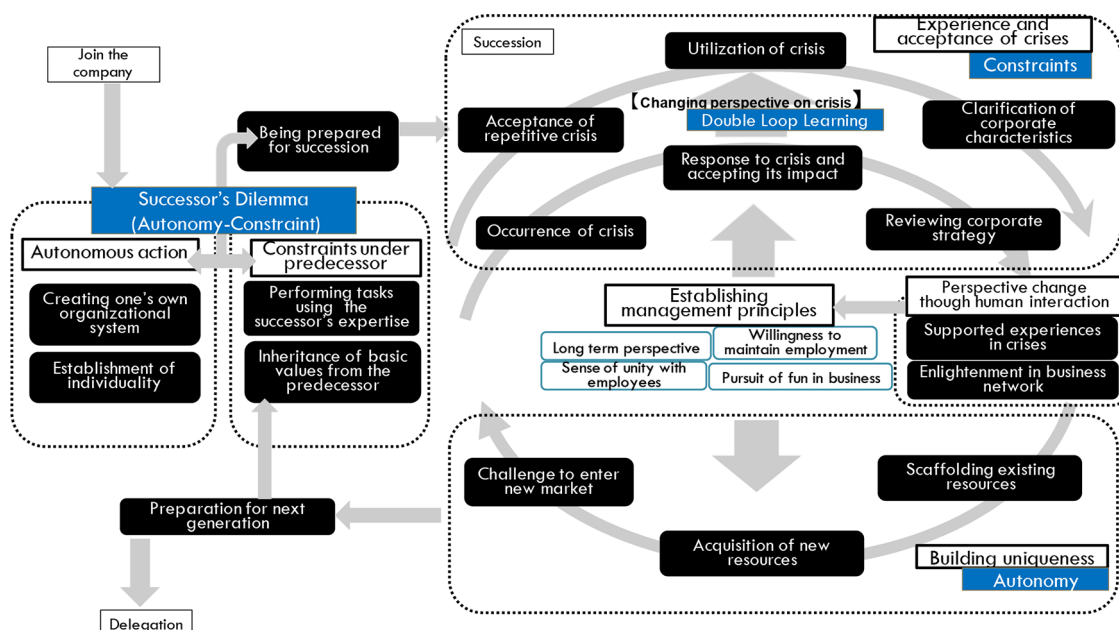 Join the
company
Being prepared
for succession
Successor's Dilemma
(Autonomy-Constraint)
Autonomous action
Creating one's own
organizational
system
Establishment of
individuality
Constraints under
predecessor
Performing tasks
using the
successor's expertise
Inheritance of basic
values from the
predecessor
Preparation for next
generation
Delegation
Succession
Experience and
acceptance of crises
Constraints
Utilization of crisis
【Changing perspective on crisis】
Double Loop Learning
Acceptance of
repetitive crisis
Clarification of
corporate
characteristics
Response to crisis and
accepting its impact
Occurrence of crisis
Reviewing corporate
strategy
Establishing
management principles
Long term perspective
Willingness to
maintain employment
Sense of unity with
employees
Pursuit of fun in business
Perspective change
though human interaction
Supported experiences
in crises
Enlightenment in business
network
Challenge to enter
new market
Scaffolding existing
resources
Acquisition of new
resources
Building uniqueness
Autonomy